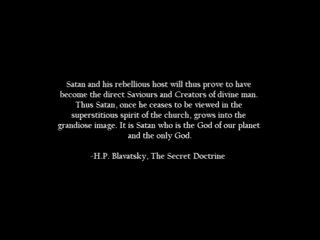 Satan and his rebellious host will thus prove to have
become the direct Saviours and Creators of divine man.
Thus Satan, once he ceases to be viewed in the
superstitious spirit of the church, grows into the
grandiose image. It is Satan who is the God of our planet
and the only God.
-H.P. Blavatsky, The Secret Doctrine